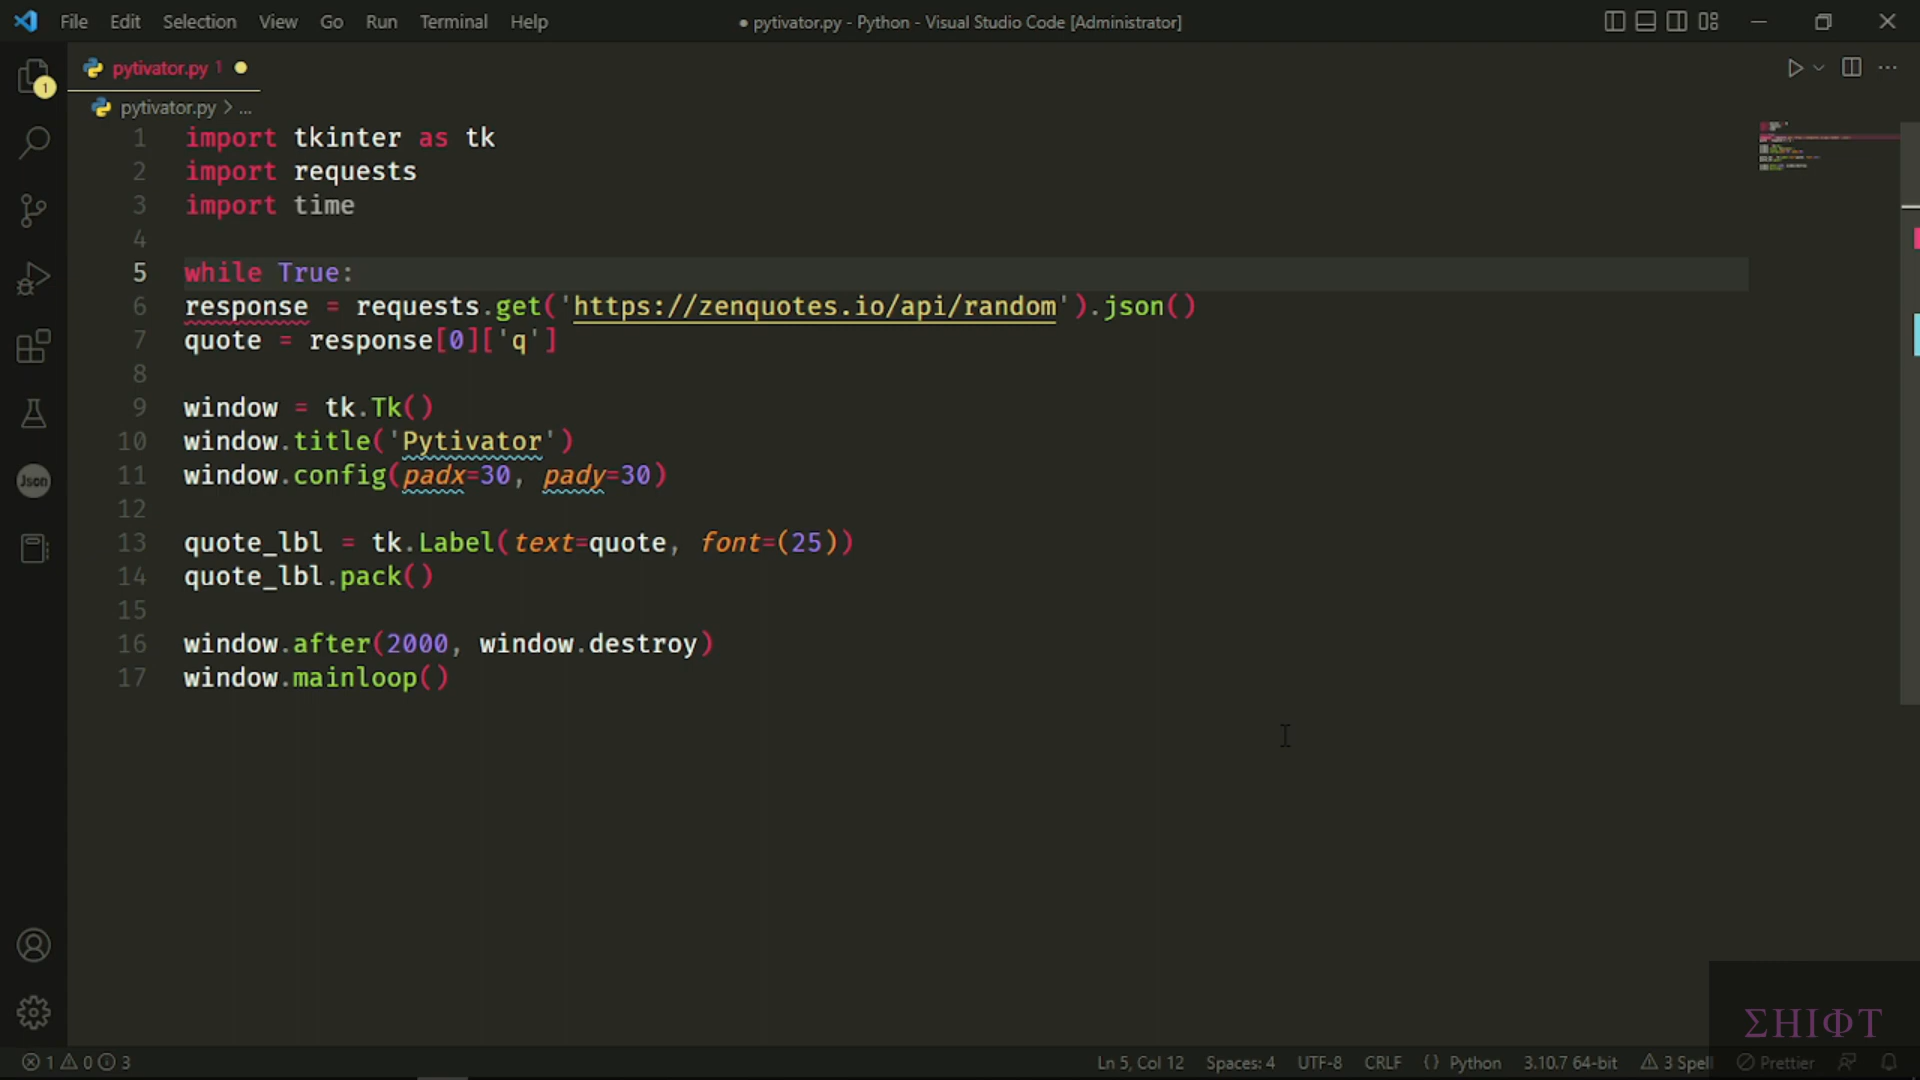 File Edit Selection View Go Run Terminal Help
● pytivator.py - Python - Visual Studio Code [Administrator]
1
pytivator.py 1 ●
pytivator.py > ...
1 import tkinter as tk
2 import requests
3 import time
4
5 while True:
6 response = requests.get('https://zenquotes.io/api/random').json()
7 quote = response[0]['q']
8
9 window = tk.Tk()
10 window.title('Pytivator')
11 window.config(padx=30, pady=30)
12
13 quote_lbl = tk.Label(text=quote, font=(25))
14 quote_lbl.pack()
15
16 window.after(2000, window.destroy)
17 window.mainloop()
Json
ΣHIΦT
1 0 3
Ln 5, Col 12 Spaces: 4 UTF-8 CRLF {} Python 3.10.7 64-bit 3 Spell Prettier